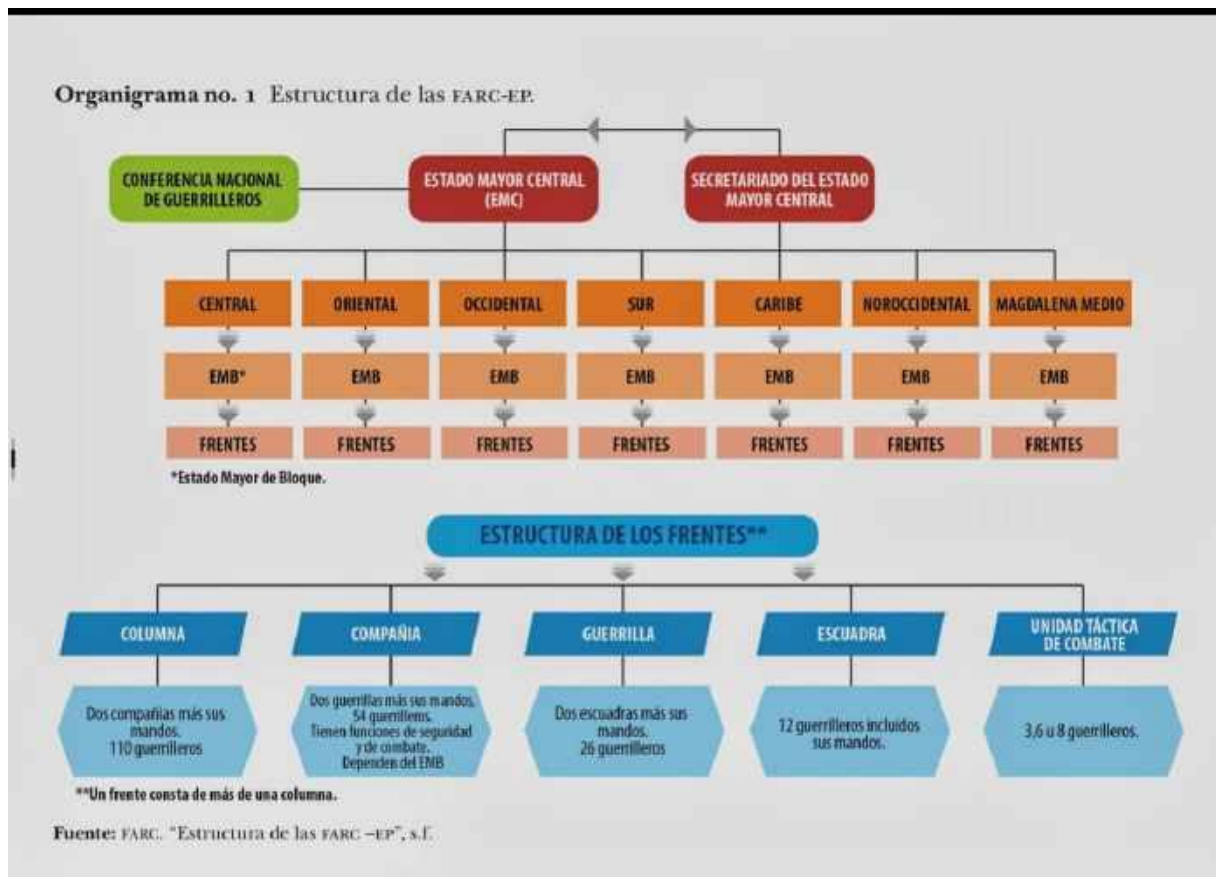 Organigrama no. 1 Estructura de las FARC-EP.
CONFERENCIA NACIONAL
DE GUERRILLEROS
ESTADO MAYOR CENTRAL
(EMC)
SECRETARIADO DEL ESTADO
MAYOR CENTRAL
CENTRAL
ORIENTAL
OCCIDENTAL
SUR
CARIBE
NOROCCIDENTAL
MAGDALENA MEDIO
EMB*
EMB
EMB
EMB
EMB
EMB
EMB
FRENTES
FRENTES
FRENTES
FRENTES
FRENTES
FRENTES
FRENTES
*Estado Mayor de Bloque.
ESTRUCTURA DE LOS FRENTES**
COLUMNA
COMPAÑIA
GUERRILLA
ESCUADRA
UNIDAD TÁCTICA
DE COMBATE
Dos compañias más sus
mandos.
110 guerrilleros
Dos guerrillas más sus mandos.
54 guerrilleros.
Tienen funciones de seguridad
y de combate.
Dependen del EMB
Dos escuadras más sus
mandos.
26 guerrilleros
12 guerrilleros incluidos
sus mandos.
3,6 u 8 guerrilleros.
**Un frente consta de más de una columna.
Fuente: FARC. "Estructura de las FARC –EP", s.f.